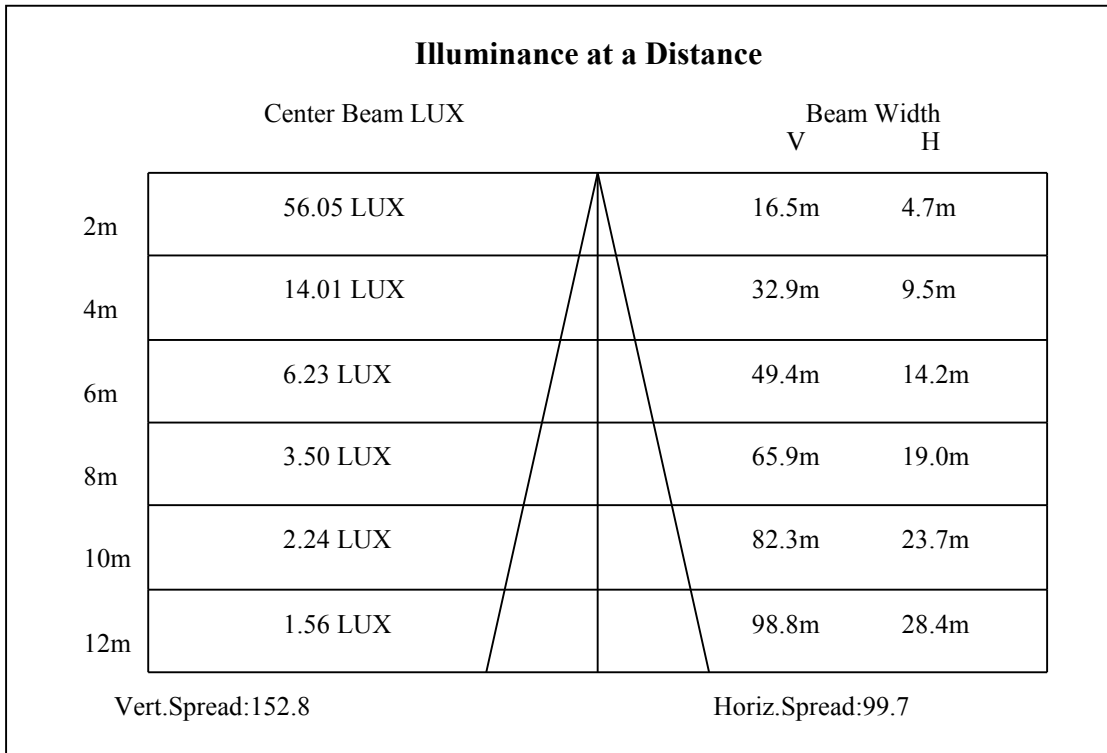 Illuminance at a Distance
Center Beam LUX Beam Width
V H
2m 56.05 LUX 16.5m 4.7m
4m 14.01 LUX 32.9m 9.5m
6m 6.23 LUX 49.4m 14.2m
8m 3.50 LUX 65.9m 19.0m
10m 2.24 LUX 82.3m 23.7m
12m 1.56 LUX 98.8m 28.4m
Vert.Spread:152.8 Horiz.Spread:99.7